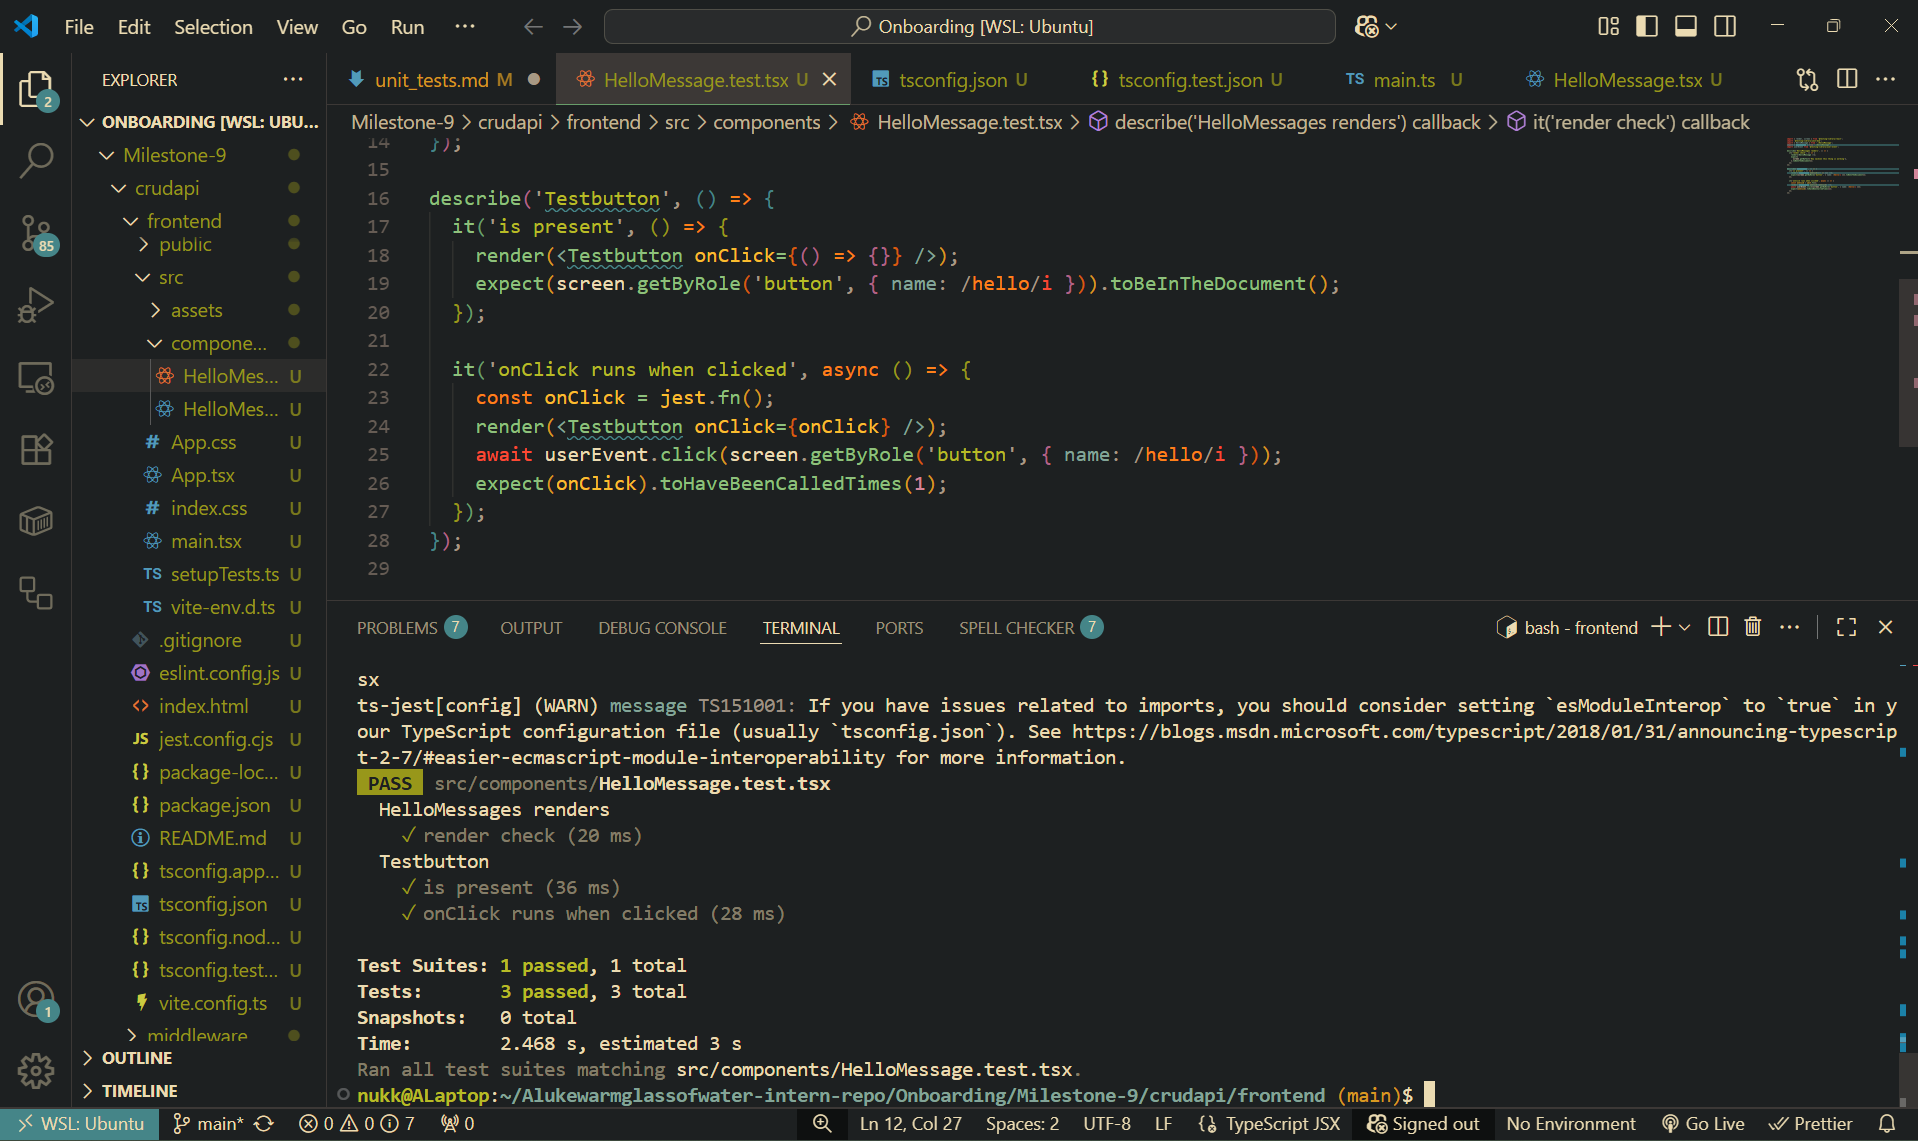 File Edit Selection View Go Run ··· Onboarding [WSL: Ubuntu]
EXPLORER ···
2
85
1
ONBOARDING [WSL: UBU...
Milestone-9
crudapi
frontend
public
src
assets
compone...
HelloMes... U
HelloMes... U
App.css U
App.tsx U
index.css U
main.tsx U
setupTests.ts U
vite-env.d.ts U
.gitignore U
eslint.config.js U
index.html U
jest.config.cjs U
package-loc... U
package.json U
README.md U
tsconfig.app... U
tsconfig.json U
tsconfig.nod... U
tsconfig.test... U
vite.config.ts U
middleware
OUTLINE
TIMELINE
unit_tests.md M HelloMessage.test.tsx U tsconfig.json U tsconfig.test.json U TS main.ts U HelloMessage.tsx U
Milestone-9 > crudapi > frontend > src > components > HelloMessage.test.tsx > describe('HelloMessages renders') callback > it('render check') callback
14 });
15
16 describe('Testbutton', () => {
17 it('is present', () => {
18 render(<Testbutton onClick={() => {}} />);
19 expect(screen.getByRole('button', { name: /hello/i })).toBeInTheDocument();
20 });
21
22 it('onClick runs when clicked', async () => {
23 const onClick = jest.fn();
24 render(<Testbutton onClick={onClick} />);
25 await userEvent.click(screen.getByRole('button', { name: /hello/i }));
26 expect(onClick).toHaveBeenCalledTimes(1);
27 });
28 });
29
PROBLEMS 7 OUTPUT DEBUG CONSOLE TERMINAL PORTS SPELL CHECKER 7 bash - frontend
sx
ts-jest[config] (WARN) message TS151001: If you have issues related to imports, you should consider setting `esModuleInterop` to `true` in y
our TypeScript configuration file (usually `tsconfig.json`). See https://blogs.msdn.microsoft.com/typescript/2018/01/31/announcing-typescrip
t-2-7/#easier-ecmascript-module-interoperability for more information.
PASS src/components/HelloMessage.test.tsx
HelloMessages renders
✓ render check (20 ms)
Testbutton
✓ is present (36 ms)
✓ onClick runs when clicked (28 ms)
Test Suites: 1 passed, 1 total
Tests: 3 passed, 3 total
Snapshots: 0 total
Time: 2.468 s, estimated 3 s
Ran all test suites matching src/components/HelloMessage.test.tsx.
nukk@ALaptop:~/Alukewarmglassofwater-intern-repo/Onboarding/Milestone-9/crudapi/frontend (main)$
WSL: Ubuntu main* 0 0 7 0 Ln 12, Col 27 Spaces: 2 UTF-8 LF {} TypeScript JSX Signed out No Environment Go Live Prettier